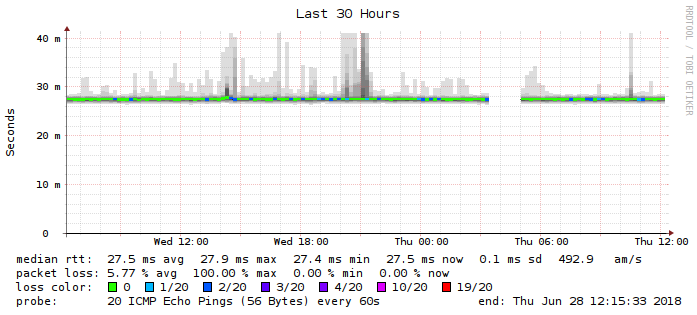 Last 30 Hours
RRDTOOL / TOBI OETIKER
Seconds
40 m
30 m
20 m
10 m
0
Wed 12:00 Wed 18:00 Thu 00:00 Thu 06:00 Thu 12:00
median rtt: 27.5 ms avg 27.9 ms max 27.4 ms min 27.5 ms now 0.1 ms sd 492.9 am/s
packet loss: 5.77 % avg 100.00 % max 0.00 % min 0.00 % now
loss color: 0 1/20 2/20 3/20 4/20 10/20 19/20
probe: 20 ICMP Echo Pings (56 Bytes) every 60s end: Thu Jun 28 12:15:33 2018